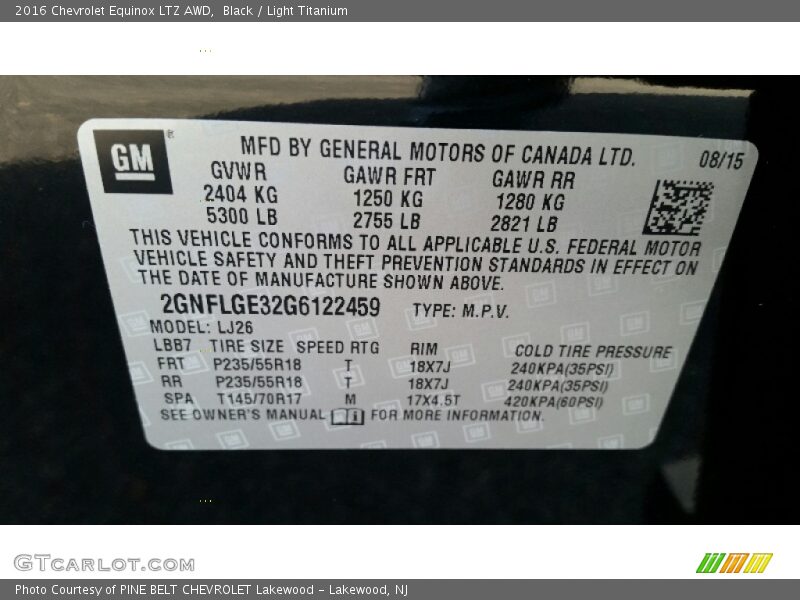 2016 Chevrolet Equinox LTZ AWD,  Black / Light Titanium
GM®
MFD BY GENERAL MOTORS OF CANADA LTD. 08/15
GVWR GAWR FRT GAWR RR
2404 KG 1250 KG 1280 KG
5300 LB 2755 LB 2821 LB
THIS VEHICLE CONFORMS TO ALL APPLICABLE U.S. FEDERAL MOTOR
VEHICLE SAFETY AND THEFT PREVENTION STANDARDS IN EFFECT ON
THE DATE OF MANUFACTURE SHOWN ABOVE.
2GNFLGE32G6122459 TYPE: M.P.V.
MODEL: LJ26
LBB7 TIRE SIZE SPEED RTG RIM COLD TIRE PRESSURE
FRT P235/55R18 T 18X7J 240KPA(35PSI)
RR P235/55R18 T 18X7J 240KPA(35PSI)
SPA T145/70R17 M 17X4.5T 420KPA(60PSI)
SEE OWNER'S MANUAL FOR MORE INFORMATION.
GTCARLOT.COM
Photo Courtesy of PINE BELT CHEVROLET Lakewood - Lakewood, NJ